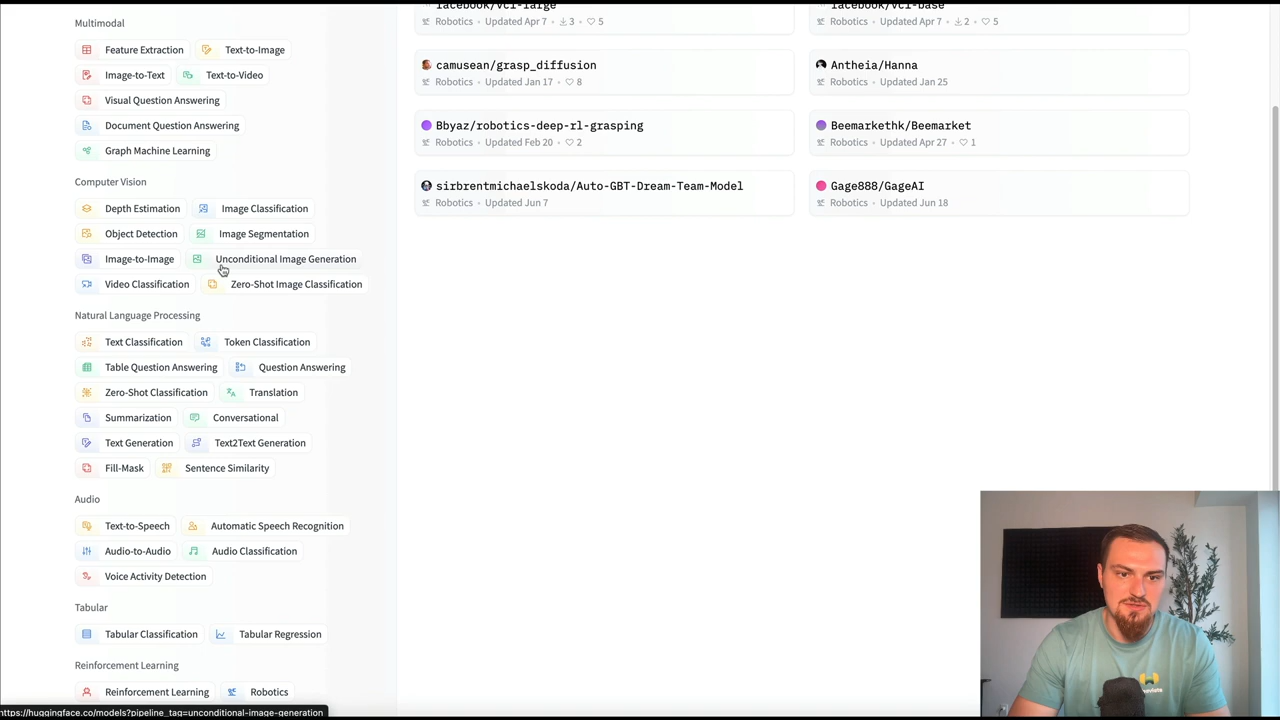 Multimodal
Feature Extraction
Text-to-Image
Image-to-Text
Text-to-Video
Visual Question Answering
Document Question Answering
Graph Machine Learning
Computer Vision
Depth Estimation
Image Classification
Object Detection
Image Segmentation
Image-to-Image
Unconditional Image Generation
Video Classification
Zero-Shot Image Classification
Natural Language Processing
Text Classification
Token Classification
Table Question Answering
Question Answering
Zero-Shot Classification
Translation
Summarization
Conversational
Text Generation
Text2Text Generation
Fill-Mask
Sentence Similarity
Audio
Text-to-Speech
Automatic Speech Recognition
Audio-to-Audio
Audio Classification
Voice Activity Detection
Tabular
Tabular Classification
Tabular Regression
Reinforcement Learning
Reinforcement Learning
Robotics
https://huggingface.co/models?pipeline_tag=unconditional-image-generation
facebook/vc1-large
Robotics • Updated Apr 7 • 3 • 5
facebook/vc1-base
Robotics • Updated Apr 7 • 2 • 5
camusean/grasp_diffusion
Robotics • Updated Jan 17 • 8
Antheia/Hanna
Robotics • Updated Jan 25
Bbyaz/robotics-deep-rl-grasping
Robotics • Updated Feb 20 • 2
Beemarkethk/Beemarket
Robotics • Updated Apr 27 • 1
sirbrentmichaelskoda/Auto-GBT-Dream-Team-Model
Robotics • Updated Jun 7
Gage888/GageAI
Robotics • Updated Jun 18